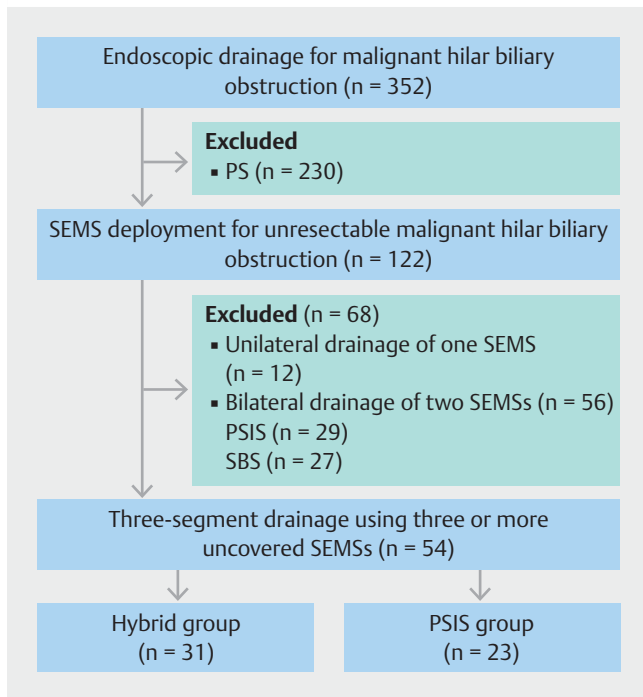 Endoscopic drainage for malignant hilar biliary
obstruction (n = 352)
Excluded
▪ PS (n = 230)
SEMS deployment for unresectable malignant hilar biliary
obstruction (n = 122)
Excluded (n = 68)
▪ Unilateral drainage of one SEMS
(n = 12)
▪ Bilateral drainage of two SEMSs (n = 56)
PSIS (n = 29)
SBS (n = 27)
Three-segment drainage using three or more
uncovered SEMSs (n = 54)
Hybrid group
(n = 31)
PSIS group
(n = 23)